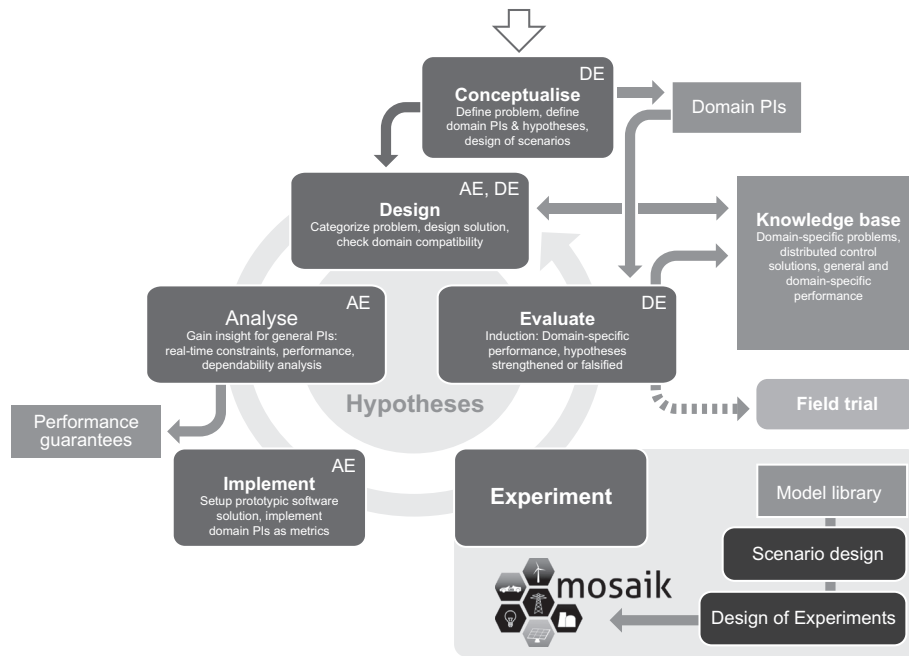 DE
Conceptualise
Define problem, define
domain PIs & hypotheses,
design of scenarios
Domain PIs
AE, DE
Design
Categorize problem, design solution,
check domain compatibility
Knowledge base
Domain-specific problems,
distributed control
solutions, general and
domain-specific
performance
AE
Analyse
Gain insight for general PIs:
real-time constraints, performance,
dependability analysis
DE
Evaluate
Induction: Domain-specific
performance, hypotheses
strengthened or falsified
Hypotheses
Field trial
Performance
guarantees
AE
Implement
Setup prototypic software
solution, implement
domain PIs as metrics
Experiment
Model library
Scenario design
mosaik
Design of Experiments